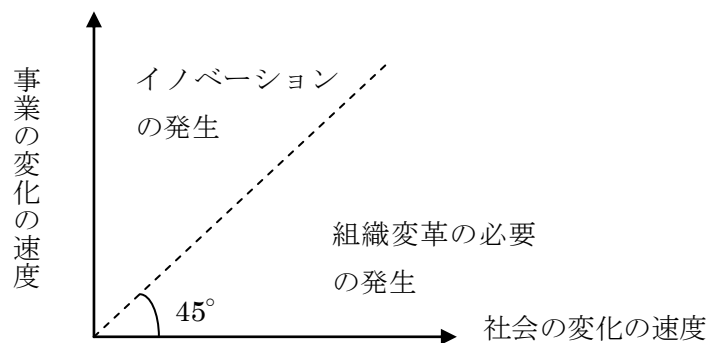 事業の変化の速度
イノベーション
の発生
組織変革の必要
の発生
45°
社会の変化の速度